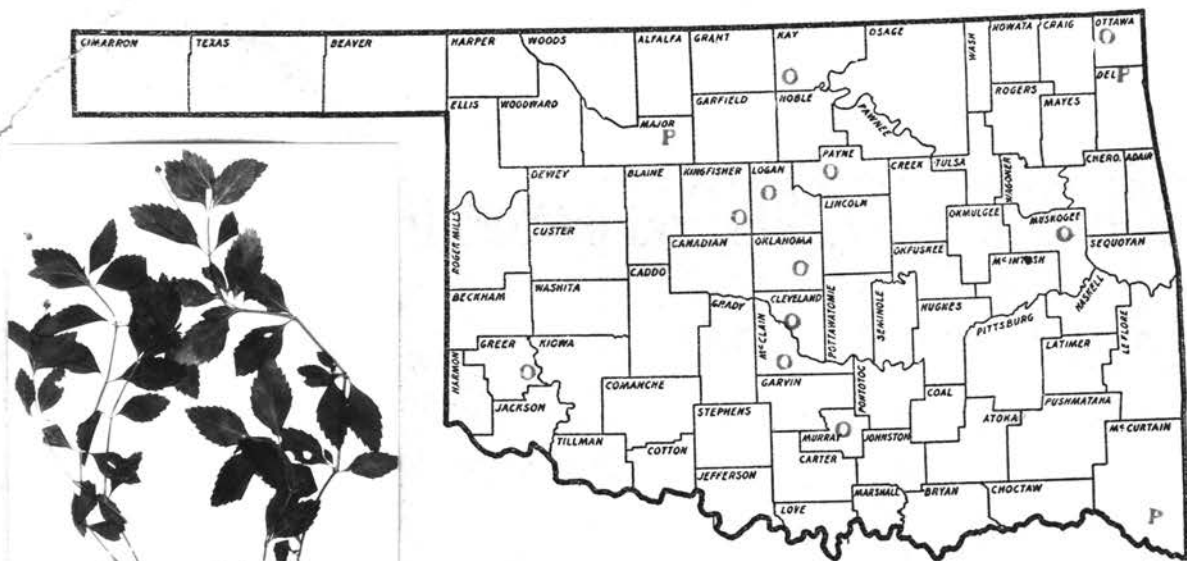 CIMARRON TEXAS BEAVER HARPER WOODS ALFALFA GRANT KAY OSAGE WASH NOWATA CRAIG OTTAWA
O
O
DEL P
ELLIS WOODWARD GARFIELD NOBLE ROGERS
MAYES
MAJOR PAWNEE
P
PAYNE
DEWEY BLAINE KINGFISHER LOGAN O CREEK TULSA WAGONER CHERO. ADAIR
O
LINCOLN
O OKMULGEE MUSKOGEE
ROGER MILLS CUSTER CANADIAN OKLAHOMA OKFUSKEE O SEQUOYAH
O McINTOSH
CADDO
BECKHAM WASHITA GRADY CLEVELAND POTTAWATOMIE SEMINOLE HUGHES HASKELL
O PITTSBURG
McCLAIN LE FLORE
HARMON GREER KIOWA O LATIMER
O
COMANCHE GARVIN PONTOTOC COAL
JACKSON STEPHENS ATOKA PUSHMATAHA
O
TILLMAN COTTON MURRAY JOHNSTON McCURTAIN
CARTER
JEFFERSON MARSHALL BRYAN CHOCTAW
LOVE P